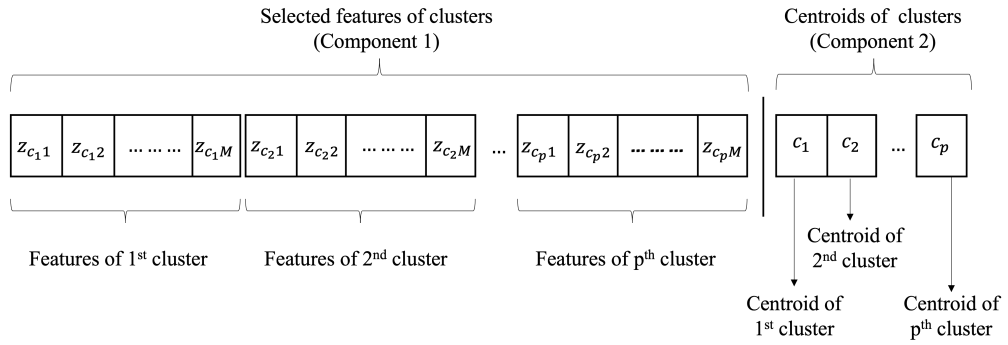 Selected features of clusters
(Component 1)
Centroids of clusters
(Component 2)
z_{c_1 1} z_{c_1 2} ... ... ... z_{c_1 M} z_{c_2 1} z_{c_2 2} ... ... ... z_{c_2 M} ... z_{c_p 1} z_{c_p 2} ... ... ... z_{c_p M} c_1 c_2 ... c_p
Features of 1st cluster
Features of 2nd cluster
Features of pth cluster
Centroid of
2nd cluster
Centroid of
1st cluster
Centroid of
pth cluster